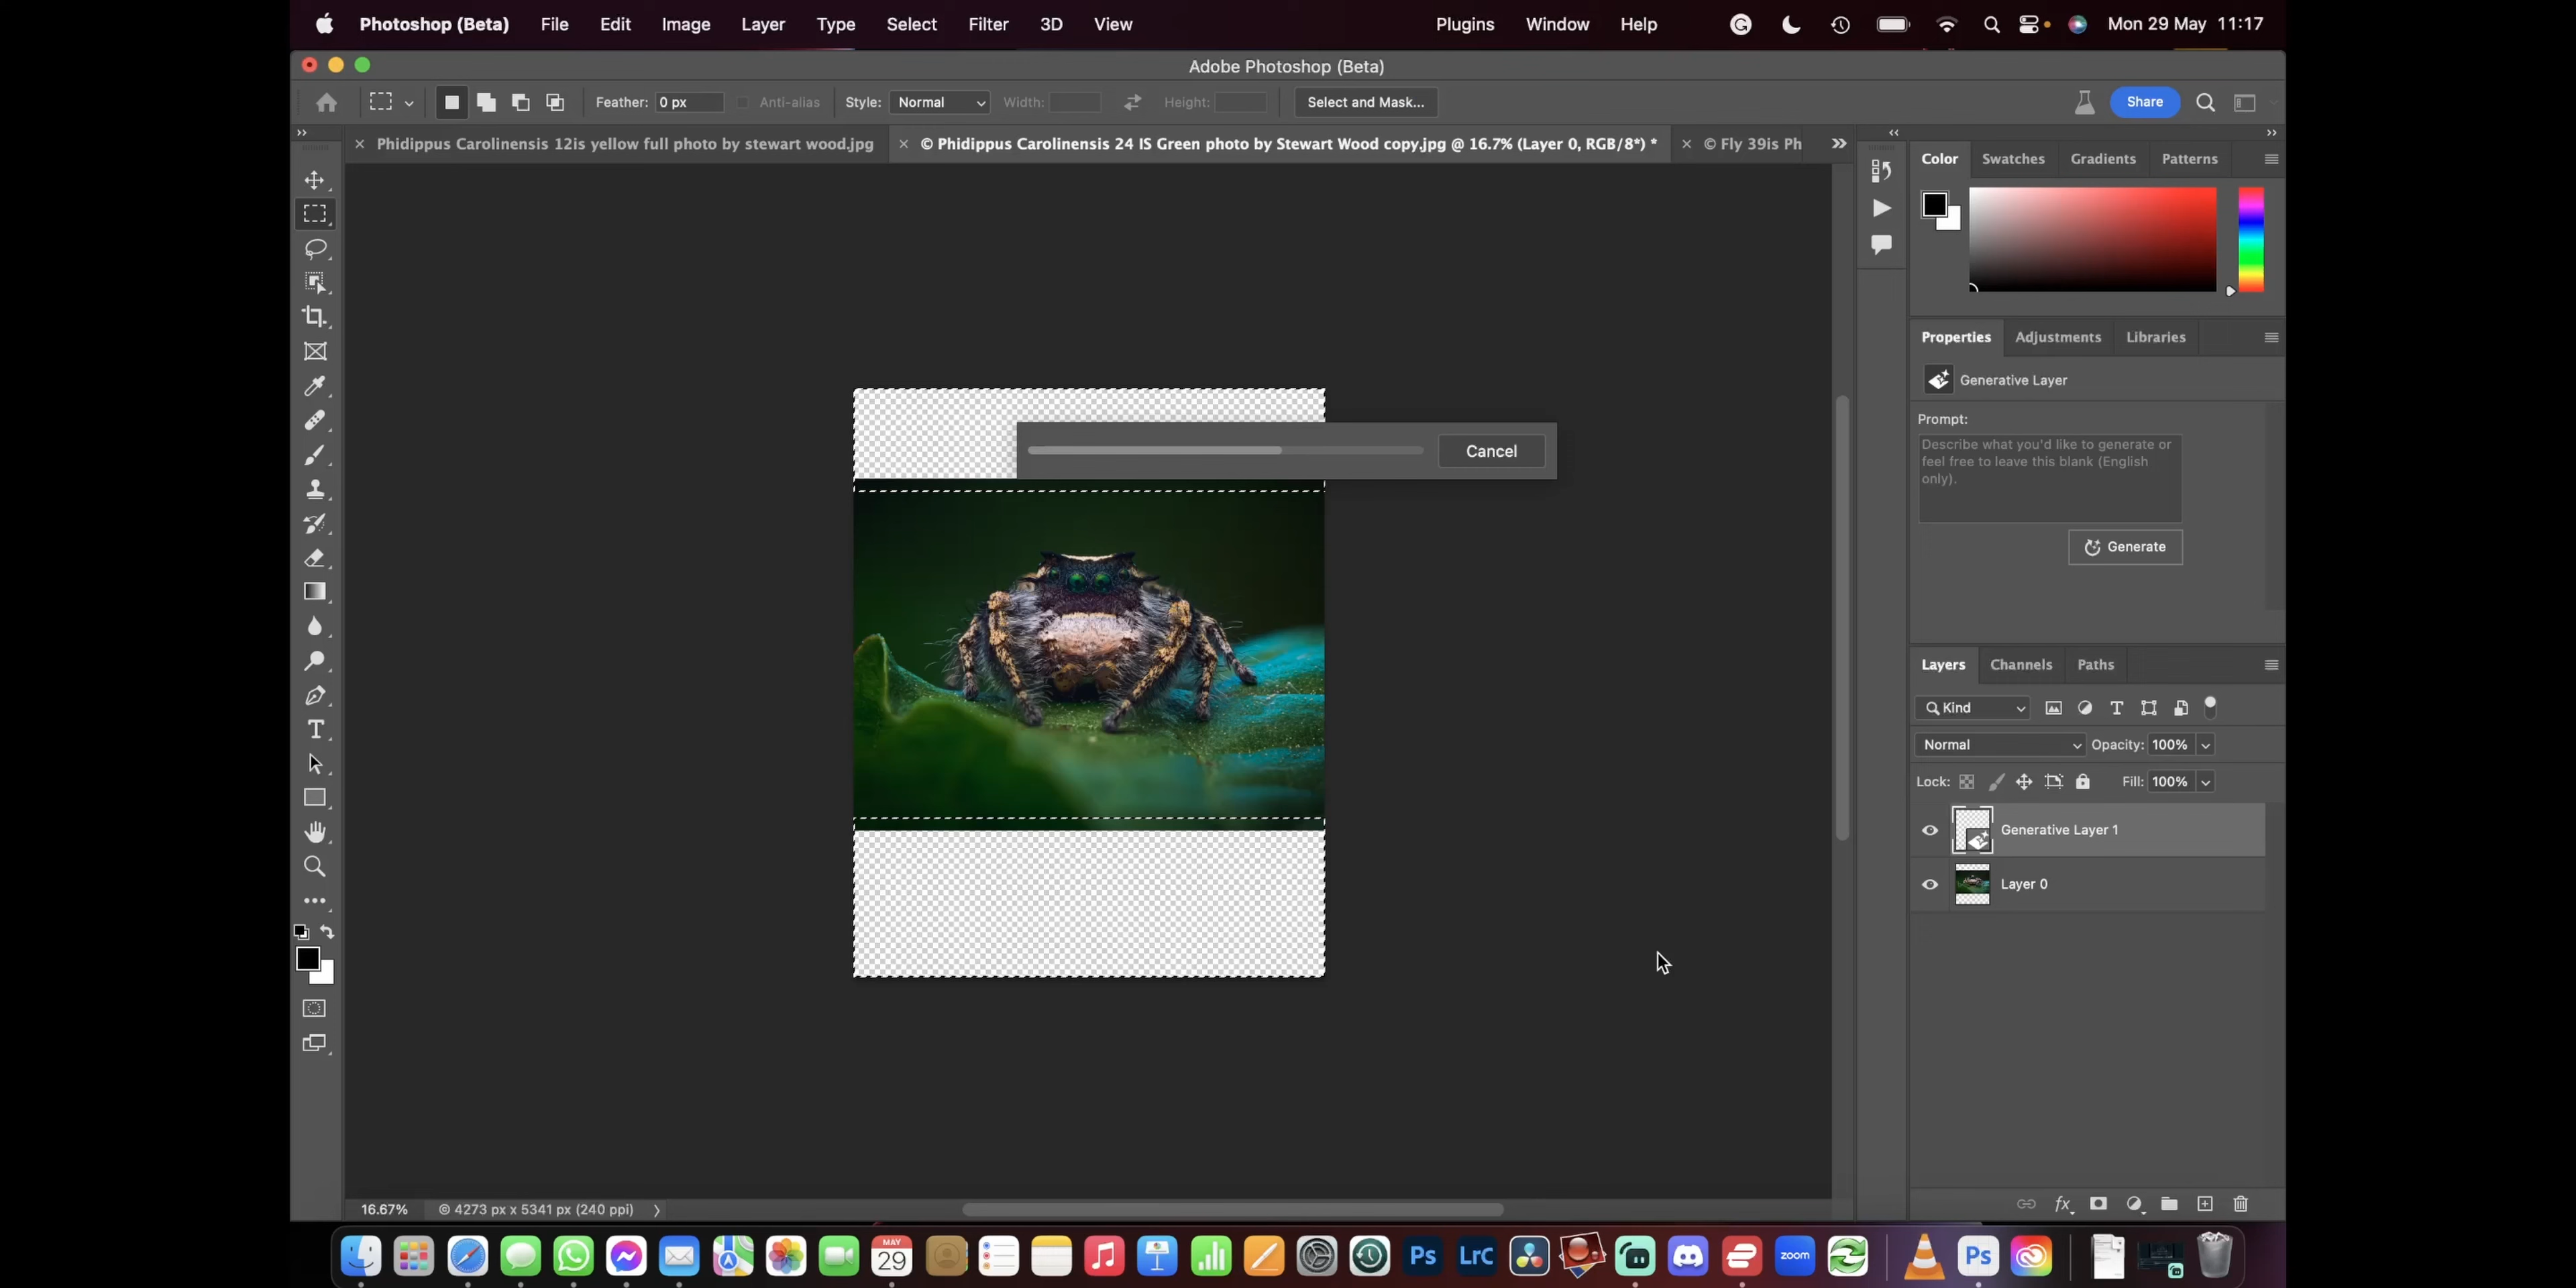 Photoshop (Beta) File Edit Image Layer Type Select Filter 3D View Plugins Window Help Mon 29 May 11:17
Adobe Photoshop (Beta)
Feather: 0 px Anti-alias Style: Normal Width: Height: Select and Mask... Share
Phidippus Carolinensis 12is yellow full photo by stewart wood.jpg © Phidippus Carolinensis 24 IS Green photo by Stewart Wood copy.jpg @ 16.7% (Layer 0, RGB/8*) * © Fly 39is Ph
Color Swatches Gradients Patterns
Properties Adjustments Libraries
Generative Layer
Prompt:
Describe what you'd like to generate or
feel free to leave this blank (English
only).
Cancel
Generate
Layers Channels Paths
Kind
Normal Opacity: 100%
Lock: Fill: 100%
Generative Layer 1
Layer 0
fx
16.67% © 4273 px x 5341 px (240 ppi)
MAY
29
Ps LrC zoom Ps